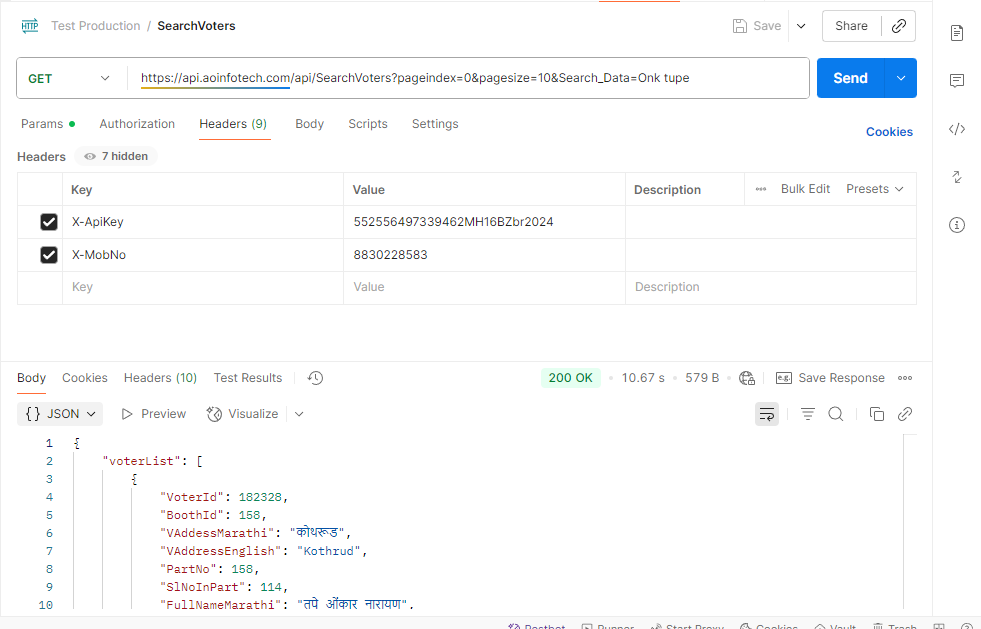 HTTP Test Production / SearchVoters Save Share
GET https://api.aoinfotech.com/api/SearchVoters?pageindex=0&pagesize=10&Search_Data=Onk tupe Send
Params Authorization Headers (9) Body Scripts Settings Cookies
Headers 7 hidden
Key Value Description Bulk Edit Presets
X-ApiKey 552556497339462MH16BZbr2024
X-MobNo 8830228583
Key Value Description
Body Cookies Headers (10) Test Results 200 OK 10.67 s 579 B e.g. Save Response
{} JSON Preview Visualize
1 {
2 "voterList": [
3 {
4 "VoterId": 182328,
5 "BoothId": 158,
6 "VAddessMarathi": "कोथरूड",
7 "VAddressEnglish": "Kothrud",
8 "PartNo": 158,
9 "SlNoInPart": 114,
10 "FullNameMarathi": "तपे ओंकार नारायण",
Postbot Runner Start Proxy Cookies Vault Trash